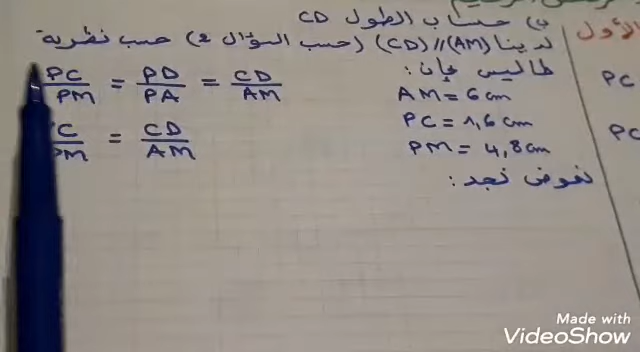 ب) حساب الطول CD
لدينا (AM)//(CD) (حسب السؤال 2) حسب نظرية
طاليس فإن:
PC/PM = PD/PA = CD/AM
AM = 6cm
PC/PM = CD/AM
PC = 1,6cm
PM = 4,8cm
نعوض نجد:
الأول
PC
PC
Made with
VideoShow